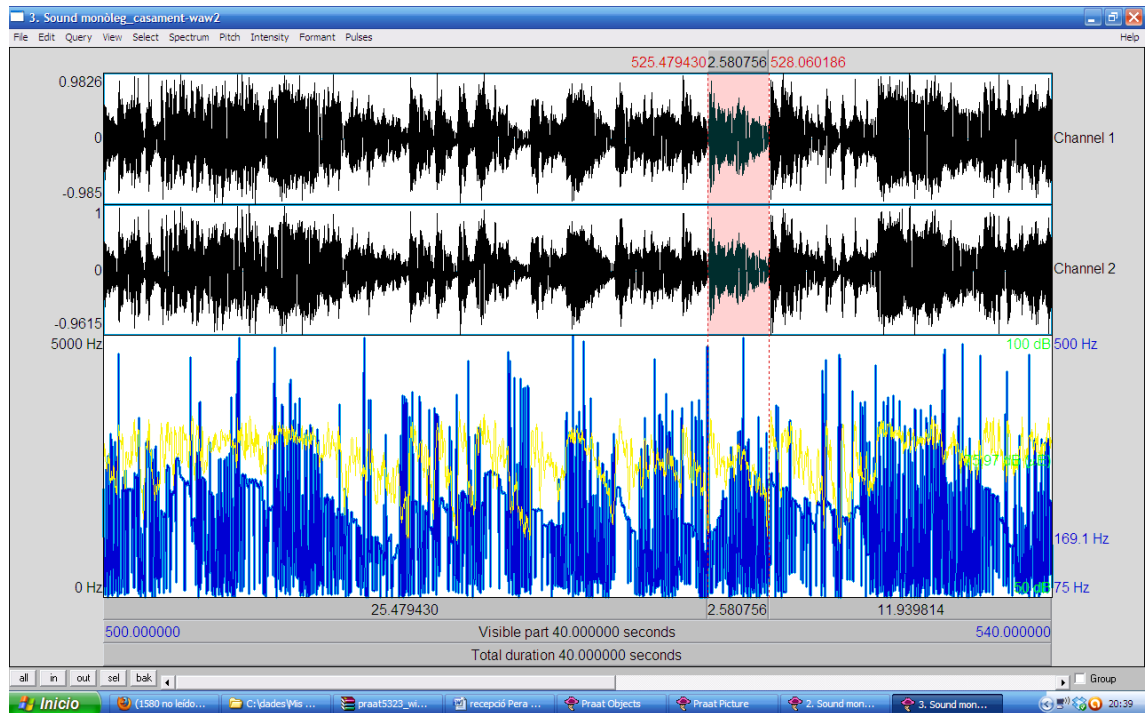 3. Sound monòleg_casament-waw2
File Edit Query View Select Spectrum Pitch Intensity Formant Pulses Help
525.479430 2.580756 528.060186
0.9826
0
-0.985
Channel 1
1
0
-0.9615
Channel 2
5000 Hz
100 dB 500 Hz
169.1 Hz
0 Hz
50 dB 75 Hz
25.479430 2.580756 11.939814
500.000000 Visible part 40.000000 seconds 540.000000
Total duration 40.000000 seconds
all in out sel bak Group
Inicio (1580 no leído... C:\dades\Mis ... praat5323_wi... recepció Pera ... Praat Objects Praat Picture 2. Sound mon... 3. Sound mon... 20:39